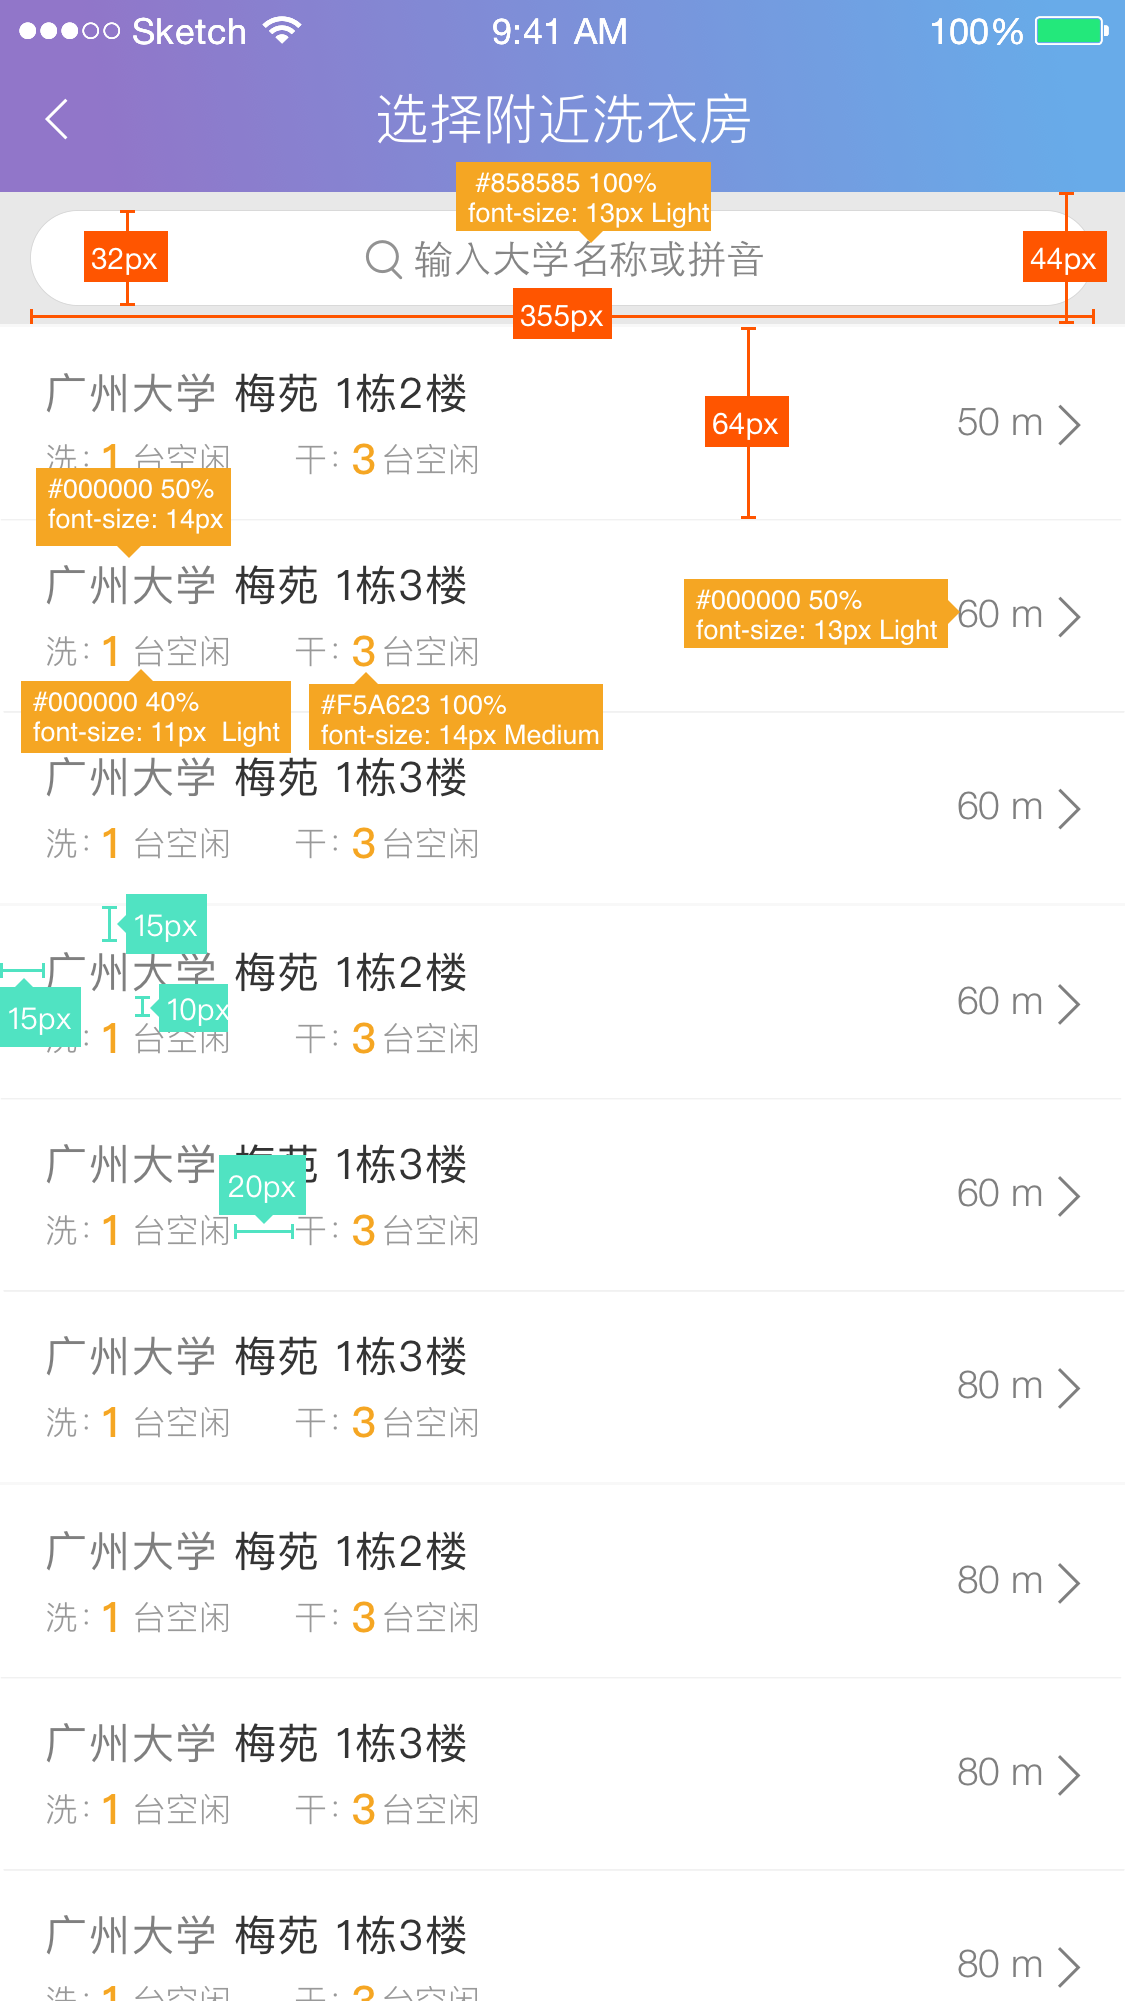 Sketch 9:41 AM 100%
选择附近洗衣房
#858585 100%
font-size: 13px Light
32px
输入大学名称或拼音
44px
355px
广州大学 梅苑 1栋2楼
64px
50 m
洗: 1 台空闲 干: 3 台空闲
#000000 50%
font-size: 14px
广州大学 梅苑 1栋3楼
#000000 50%
font-size: 13px Light
60 m
洗: 1 台空闲 干: 3 台空闲
#000000 40%
font-size: 11px Light
#F5A623 100%
font-size: 14px Medium
广州大学 梅苑 1栋3楼
60 m
洗: 1 台空闲 干: 3 台空闲
15px
广州大学 梅苑 1栋2楼
60 m
15px
10px
洗: 1 台空闲 干: 3 台空闲
广州大学 梅苑 1栋3楼
20px
60 m
洗: 1 台空闲 干: 3 台空闲
广州大学 梅苑 1栋3楼
80 m
洗: 1 台空闲 干: 3 台空闲
广州大学 梅苑 1栋2楼
80 m
洗: 1 台空闲 干: 3 台空闲
广州大学 梅苑 1栋3楼
80 m
洗: 1 台空闲 干: 3 台空闲
广州大学 梅苑 1栋3楼
80 m
洗: 1 台空闲 干: 3 台空闲